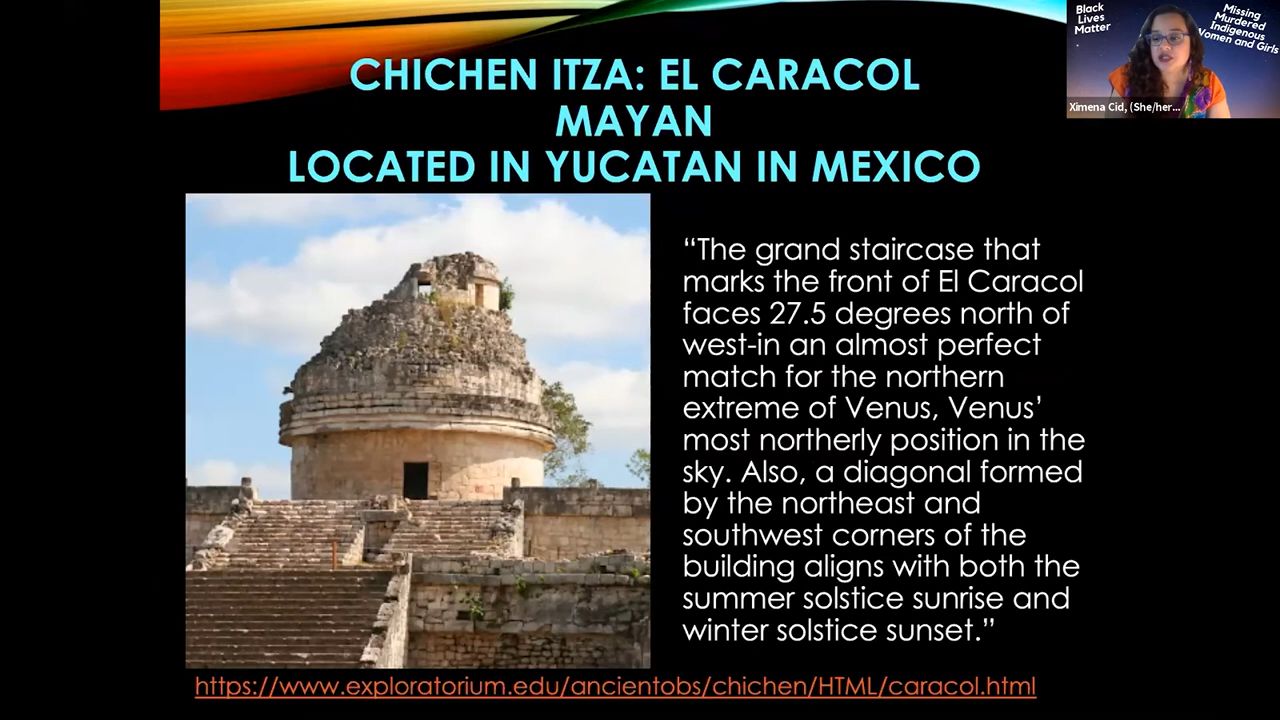 CHICHEN ITZA: EL CARACOL
MAYAN
LOCATED IN YUCATAN IN MEXICO
“The grand staircase that
marks the front of El Caracol
faces 27.5 degrees north of
west-in an almost perfect
match for the northern
extreme of Venus, Venus’
most northerly position in the
sky. Also, a diagonal formed
by the northeast and
southwest corners of the
building aligns with both the
summer solstice sunrise and
winter solstice sunset.”
https://www.exploratorium.edu/ancientobs/chichen/HTML/caracol.html
Black
Lives
Matter
Missing
Murdered
Indigenous
Women and Girls
Ximena Cid, (She/her...